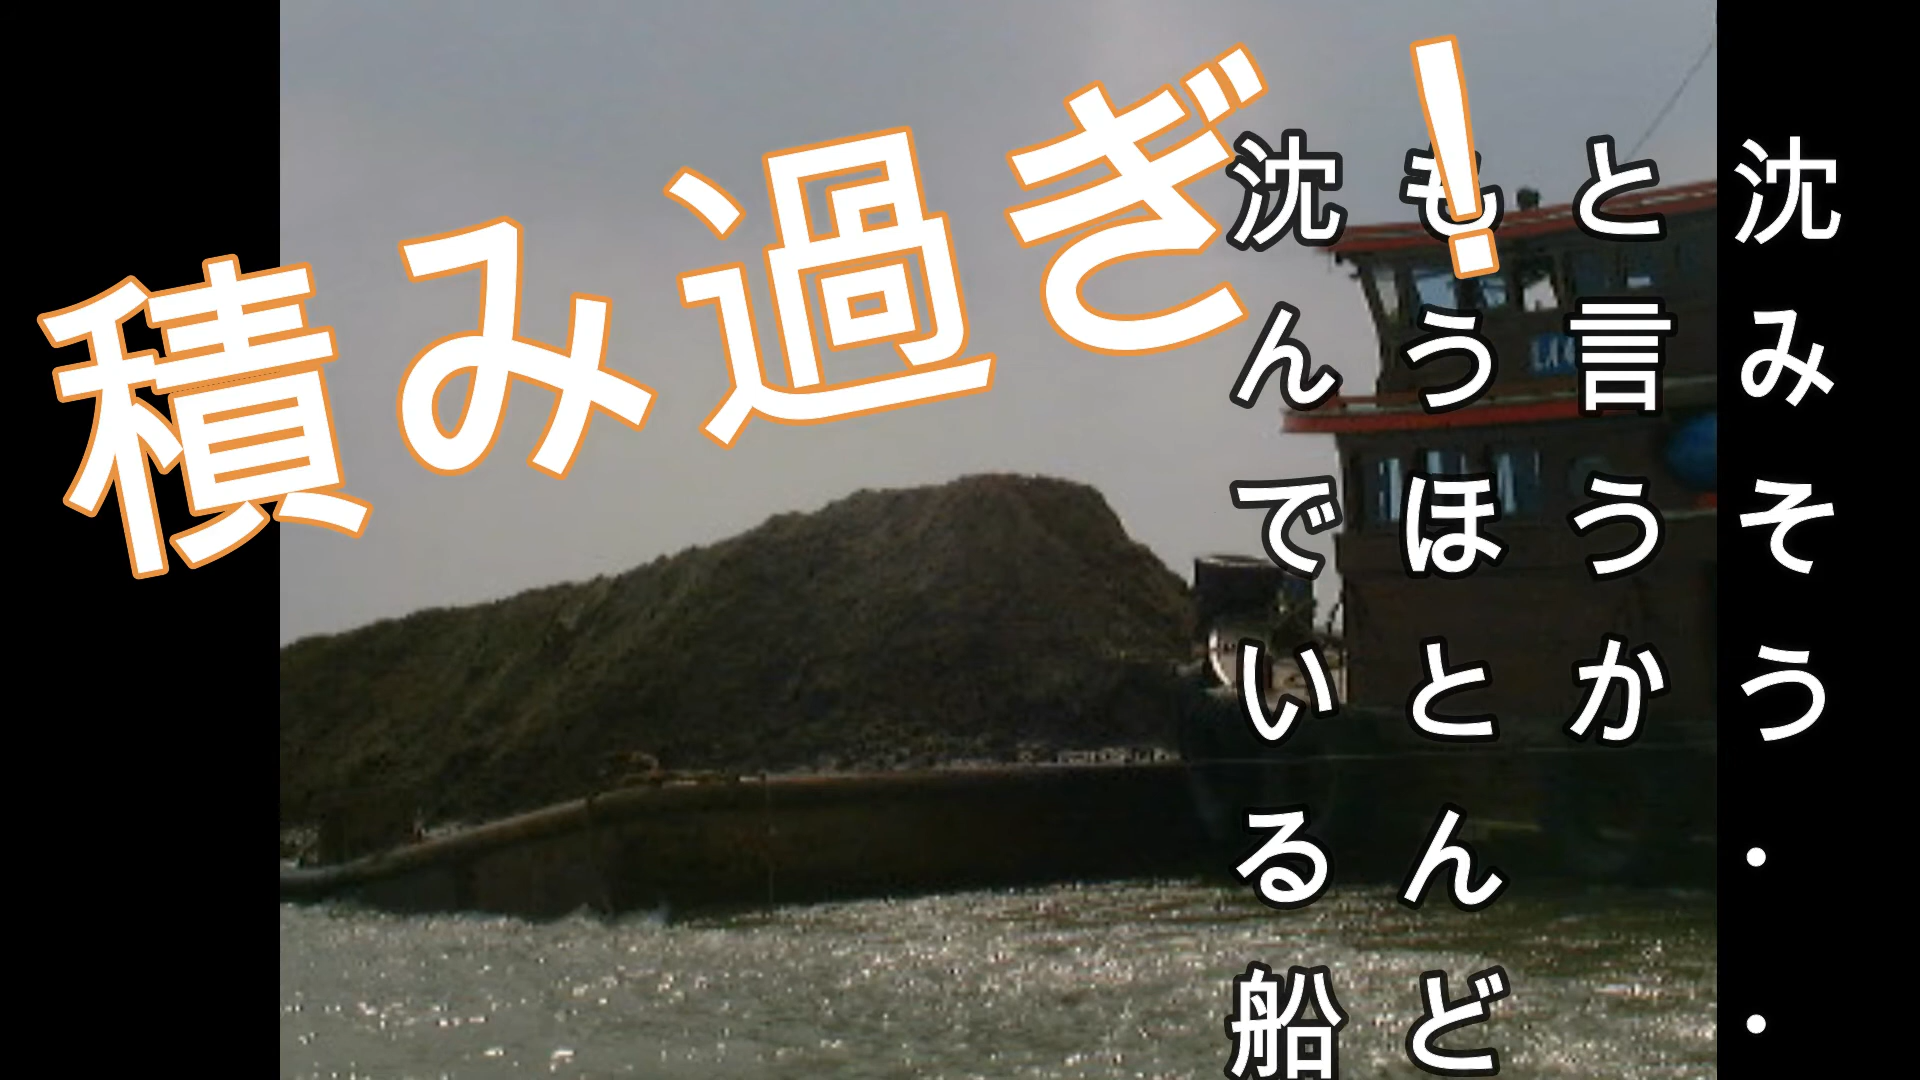 積み過ぎ！
沈みそう・・
と言うか
もうほとんど
沈んでいる船